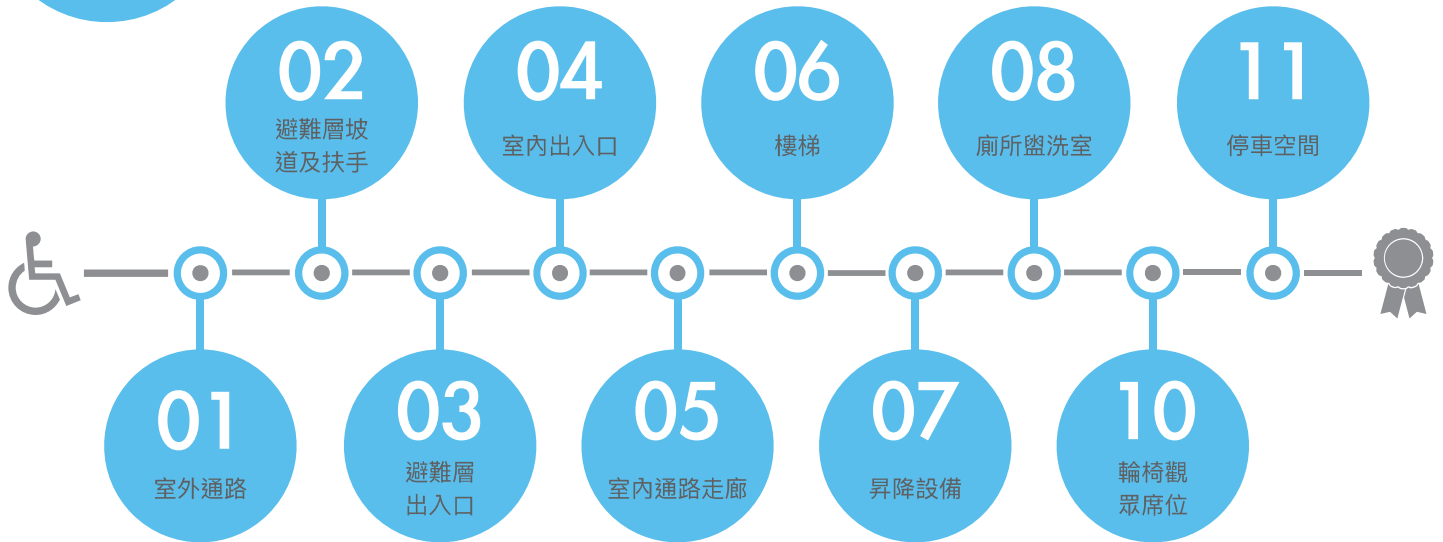 01
室外通路
02
避難層坡
道及扶手
03
避難層
出入口
04
室內出入口
05
室內通路走廊
06
樓梯
07
昇降設備
08
廁所盥洗室
10
輪椅觀
眾席位
11
停車空間